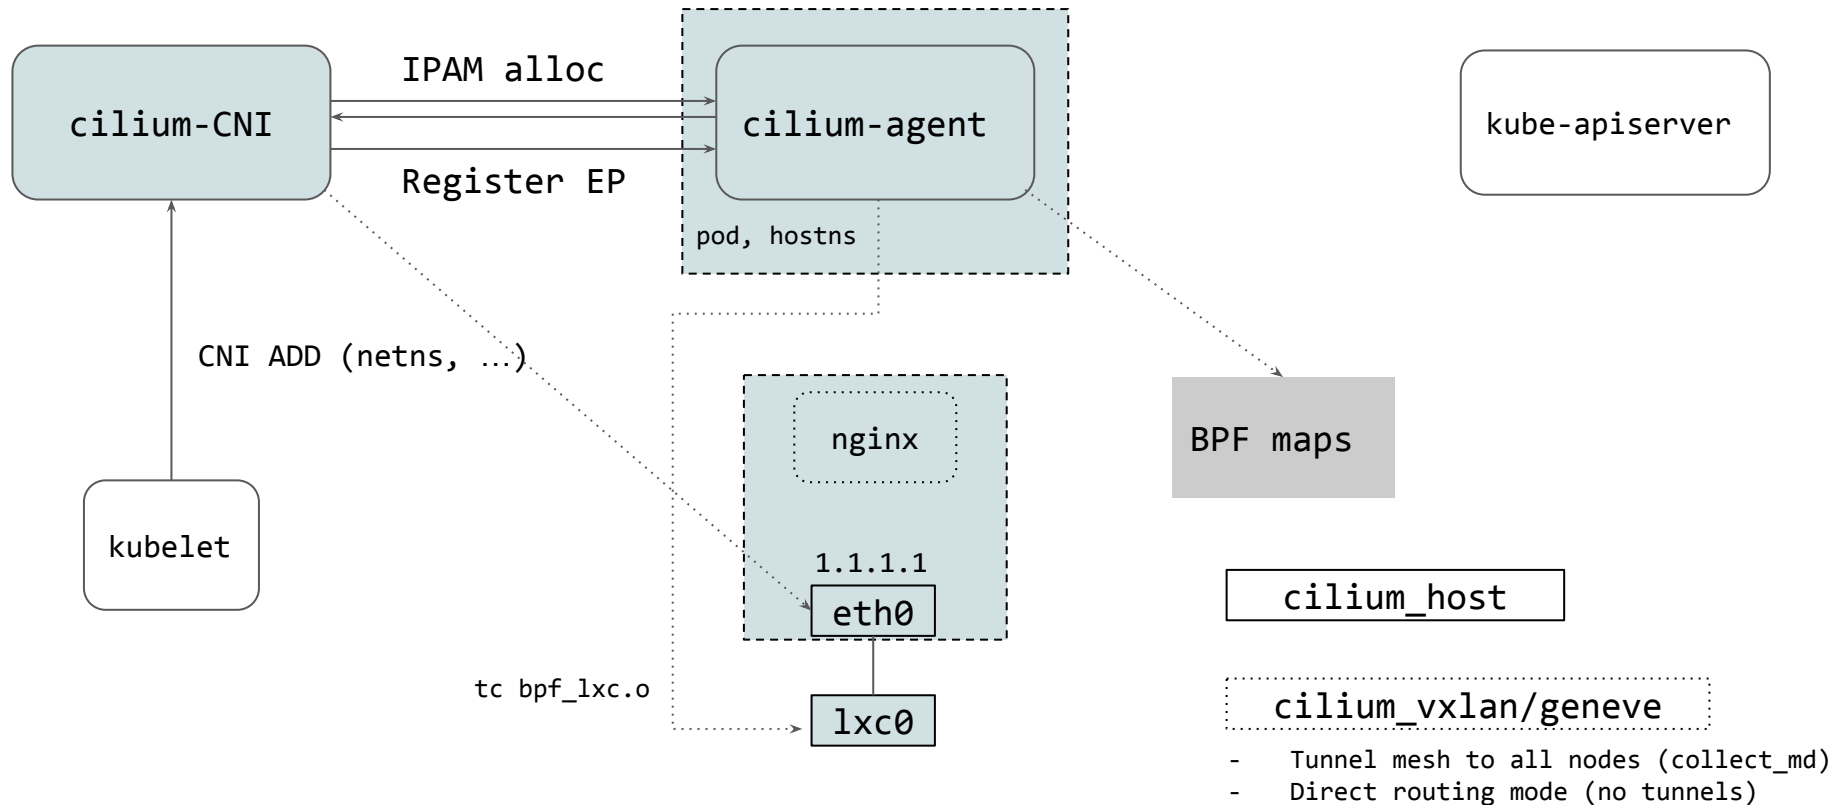 IPAM alloc
cilium-CNI
cilium-agent
kube-apiserver
Register EP
pod, hostns
CNI ADD (netns, …)
nginx
BPF maps
kubelet
1.1.1.1
eth0
cilium_host
tc bpf_lxc.o
lxc0
cilium_vxlan/geneve
- Tunnel mesh to all nodes (collect_md)
- Direct routing mode (no tunnels)